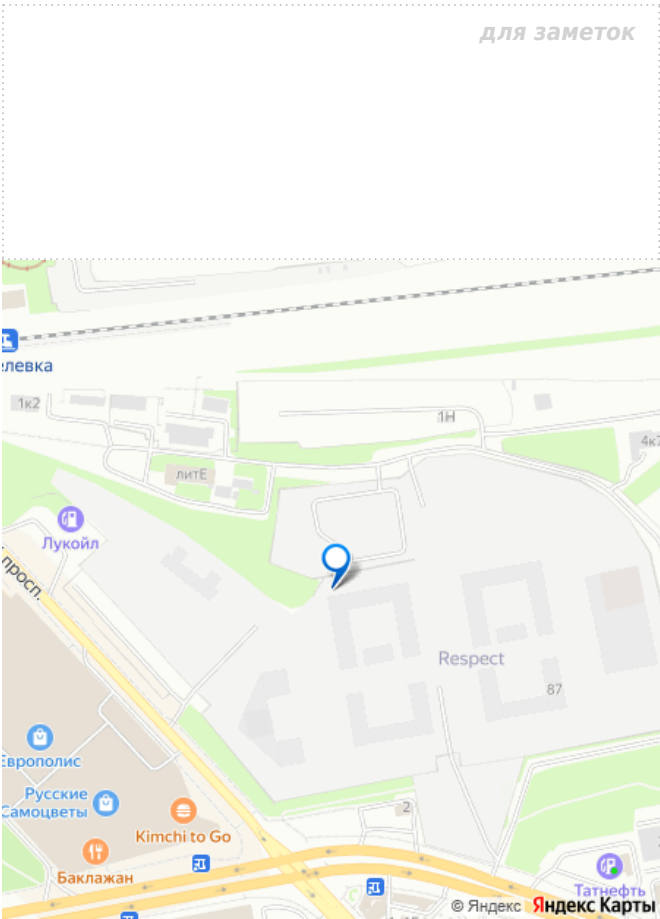 для заметок
елевка
1к2
1Н
4к7
литЕ
Лукойл
просп.
Respect
87
Европолис
Русские
Самоцветы
2
Kimchi to Go
Баклажан
Татнефть
© Яндекс Яндекс Карты